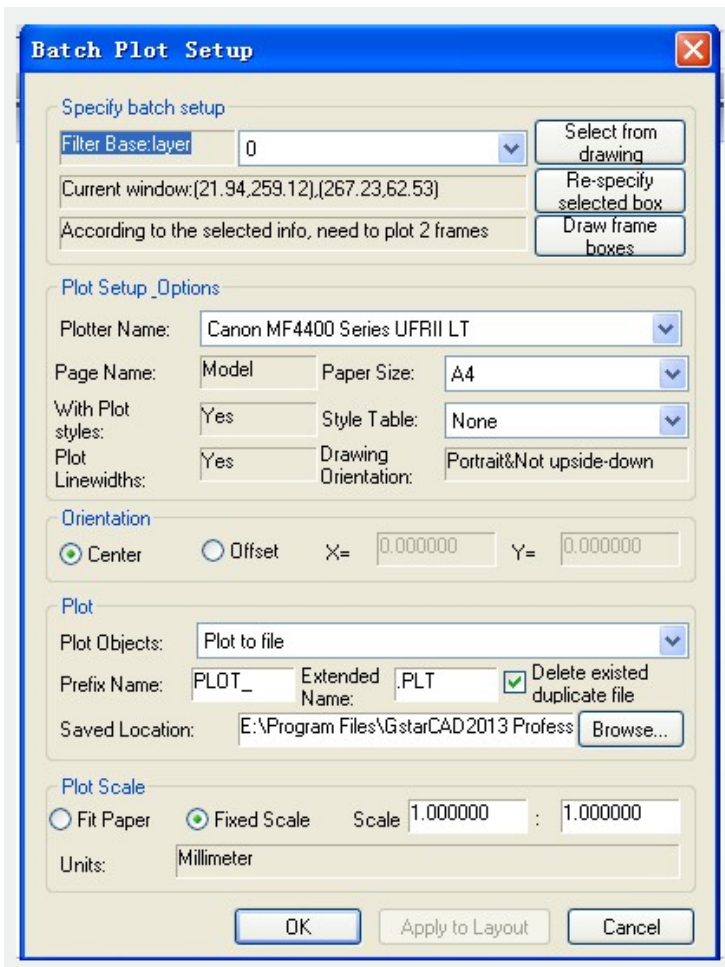 Batch Plot Setup
Specify batch setup
Filter Base:layer 0 Select from drawing
Current window:(21.94,259.12),(267.23,62.53) Re-specify selected box
According to the selected info, need to plot 2 frames Draw frame boxes
Plot Setup_Options
Plotter Name: Canon MF4400 Series UFRII LT
Page Name: Model Paper Size: A4
With Plot styles: Yes Style Table: None
Plot Linewidths: Yes Drawing Orientation: Portrait&Not upside-down
Orientation
Center Offset X= 0.000000 Y= 0.000000
Plot
Plot Objects: Plot to file
Prefix Name: PLOT_ Extended Name: .PLT Delete existed duplicate file
Saved Location: E:\Program Files\GstarCAD2013 Profess Browse...
Plot Scale
Fit Paper Fixed Scale Scale 1.000000 : 1.000000
Units: Millimeter
OK Apply to Layout Cancel